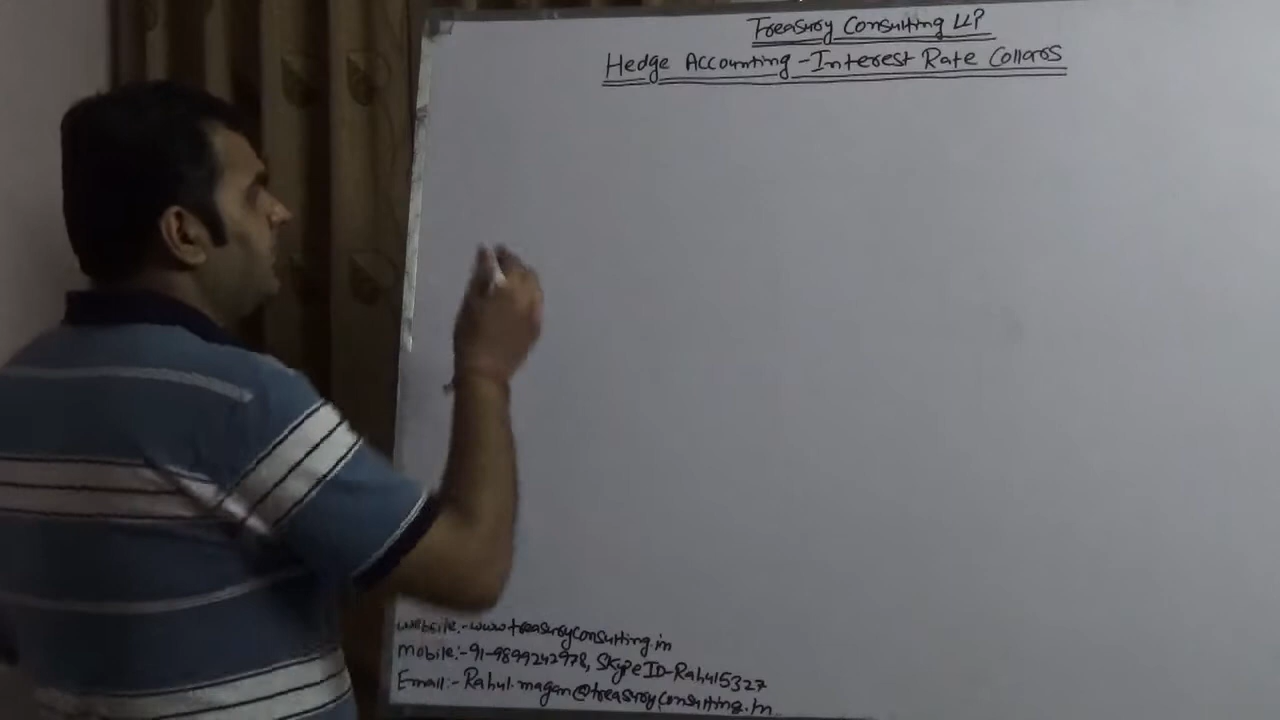 Treasury Consulting LLP
Hedge Accounting - Interest Rate Collars
Website:- www.treasuryconsulting.in
Mobile:- 91-9899242978, Skype ID - Rahul5327
Email:- Rahul.magan@treasuryconsulting.in